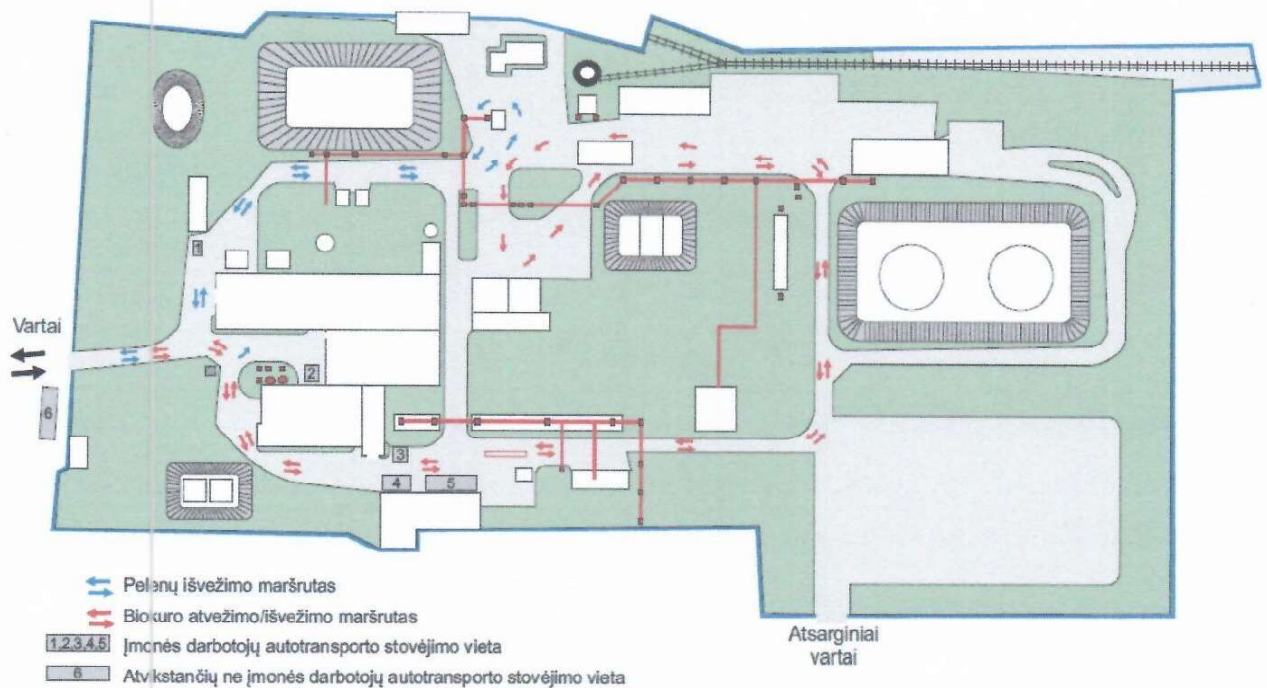 1
Vartai
2
6
3
4
5
Pelenų išvežimo maršrutas
Biokuro atvežimo/išvežimo maršrutas
1,2,3,4,5 Įmonės darbotojų autotransporto stovėjimo vieta
6 Atvikstančių ne įmonės darbotojų autotransporto stovėjimo vieta
Atsarginiai
vartai